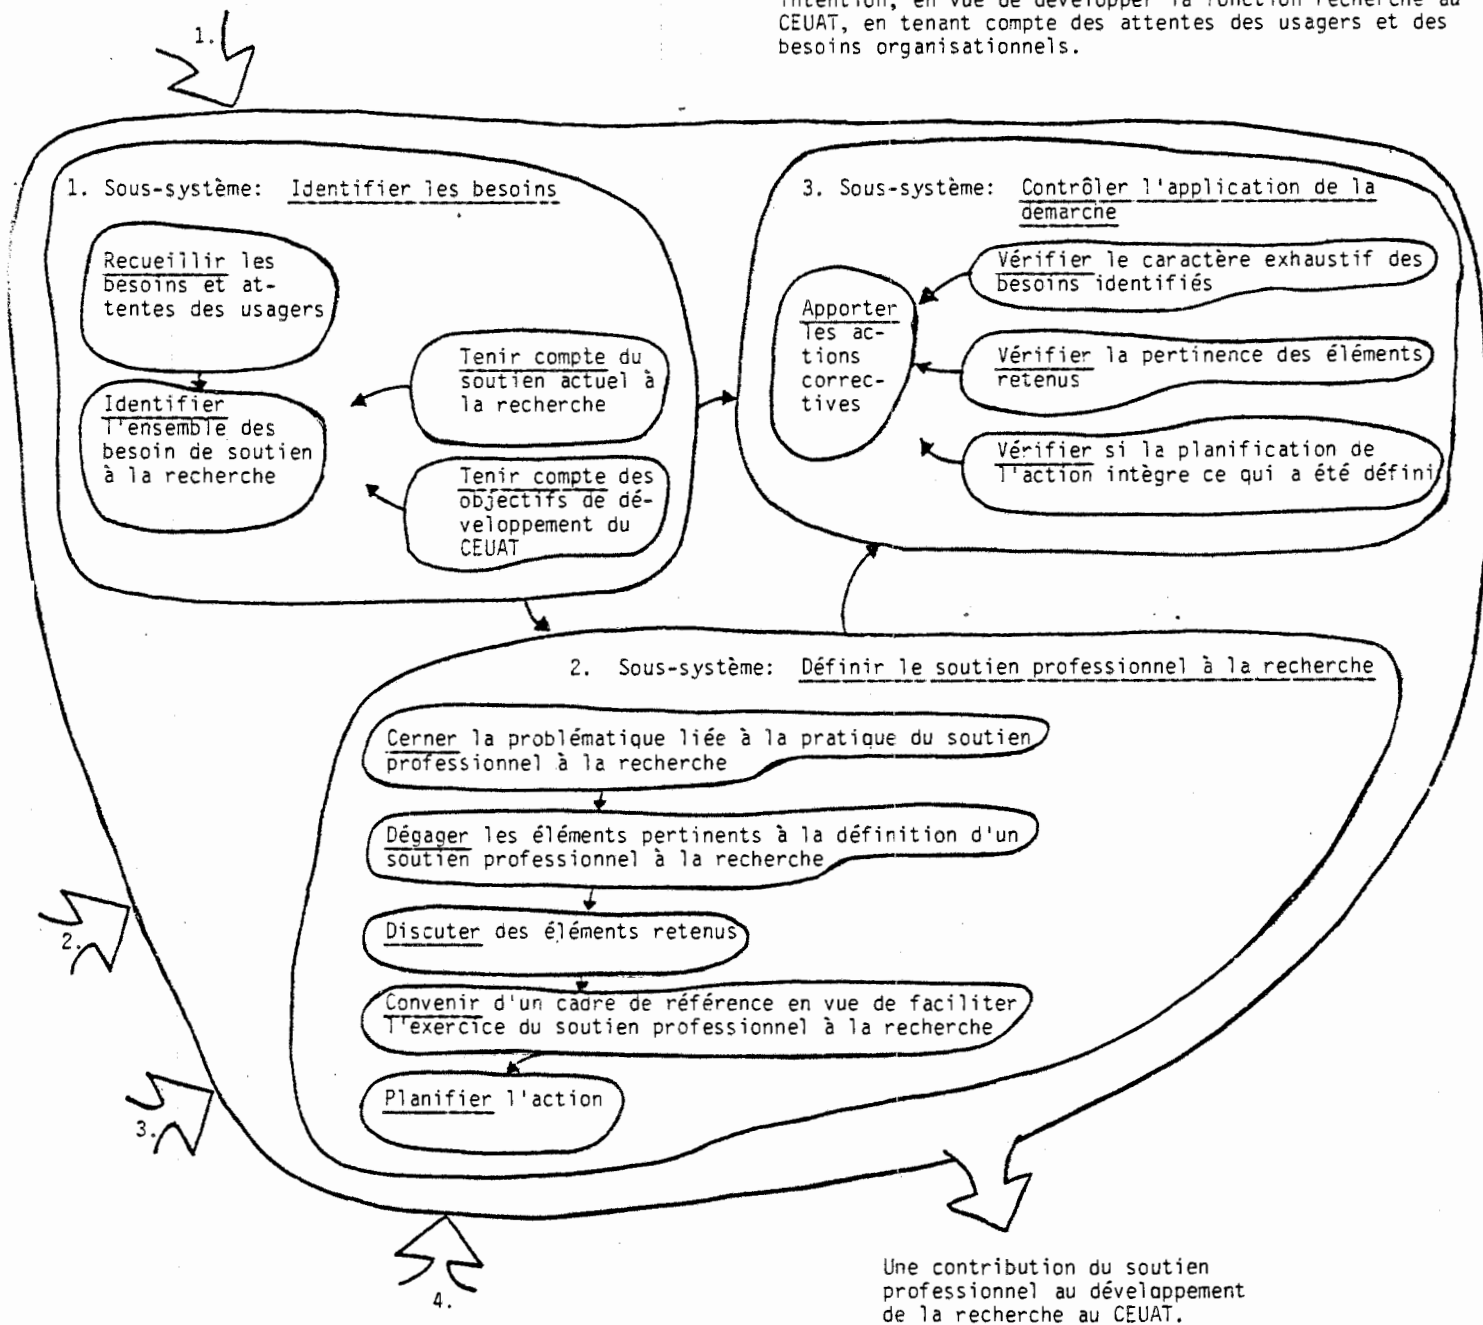 intention, en vue de développer la fonction recherche au
CEUAT, en tenant compte des attentes des usagers et des
besoins organisationnels.
1.
1. Sous-système: Identifier les besoins
Recueillir les
besoins et at-
tentes des usagers
Identifier
l'ensemble des
besoin de soutien
à la recherche
Tenir compte du
soutien actuel à
la recherche
Tenir compte des
objectifs de dé-
veloppement du
CEUAT
3. Sous-système: Contrôler l'application de la
démarche
Apporter
les ac-
tions
correc-
tives
Vérifier le caractère exhaustif des
besoins identifiés
Vérifier la pertinence des éléments
retenus
Vérifier si la planification de
l'action intègre ce qui a été défini
2. Sous-système: Définir le soutien professionnel à la recherche
Cerner la problématique liée à la pratique du soutien
professionnel à la recherche
Dégager les éléments pertinents à la définition d'un
soutien professionnel à la recherche
Discuter des éléments retenus
Convenir d'un cadre de référence en vue de faciliter
l'exercice du soutien professionnel à la recherche
Planifier l'action
2.
3.
4.
Une contribution du soutien
professionnel au développement
de la recherche au CEUAT.